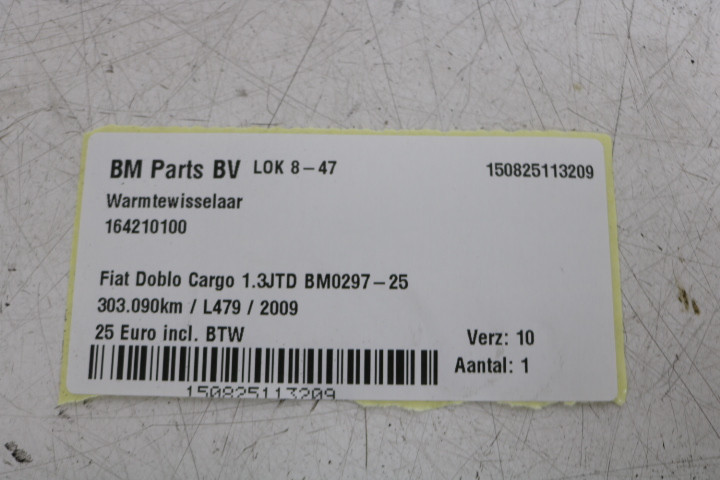 BM Parts BV LOK 8-47 150825113209
Warmtewisselaar
164210100
Fiat Doblo Cargo 1.3JTD BM0297-25
303.090km / L479 / 2009
25 Euro incl. BTW Verz: 10
Aantal: 1
150825113209